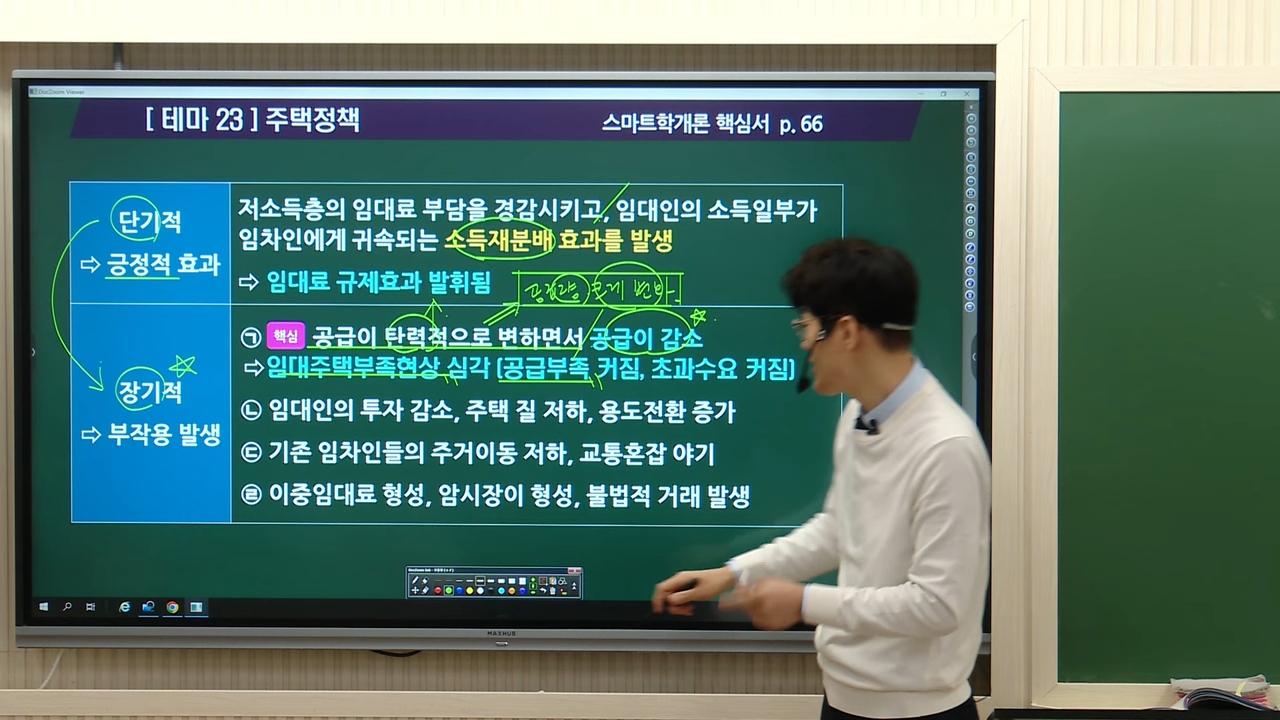 DocZoom Viewer
[ 테마 23 ] 주택정책
스마트학개론 핵심서 p. 66
단기적
⇨ 긍정적 효과
저소득층의 임대료 부담을 경감시키고, 임대인의 소득일부가
임차인에게 귀속되는 소득재분배 효과를 발생
⇨ 임대료 규제효과 발휘됨
공급량 크게 변화
장기적
⇨ 부작용 발생
㉠ 핵심 공급이 탄력적으로 변하면서 공급이 감소
⇨임대주택부족현상 심각 (공급부족 커짐, 초과수요 커짐)
㉡ 임대인의 투자 감소, 주택 질 저하, 용도전환 증가
㉢ 기존 임차인들의 주거이동 저하, 교통혼잡 야기
㉣ 이중임대료 형성, 암시장이 형성, 불법적 거래 발생
MAXHUB